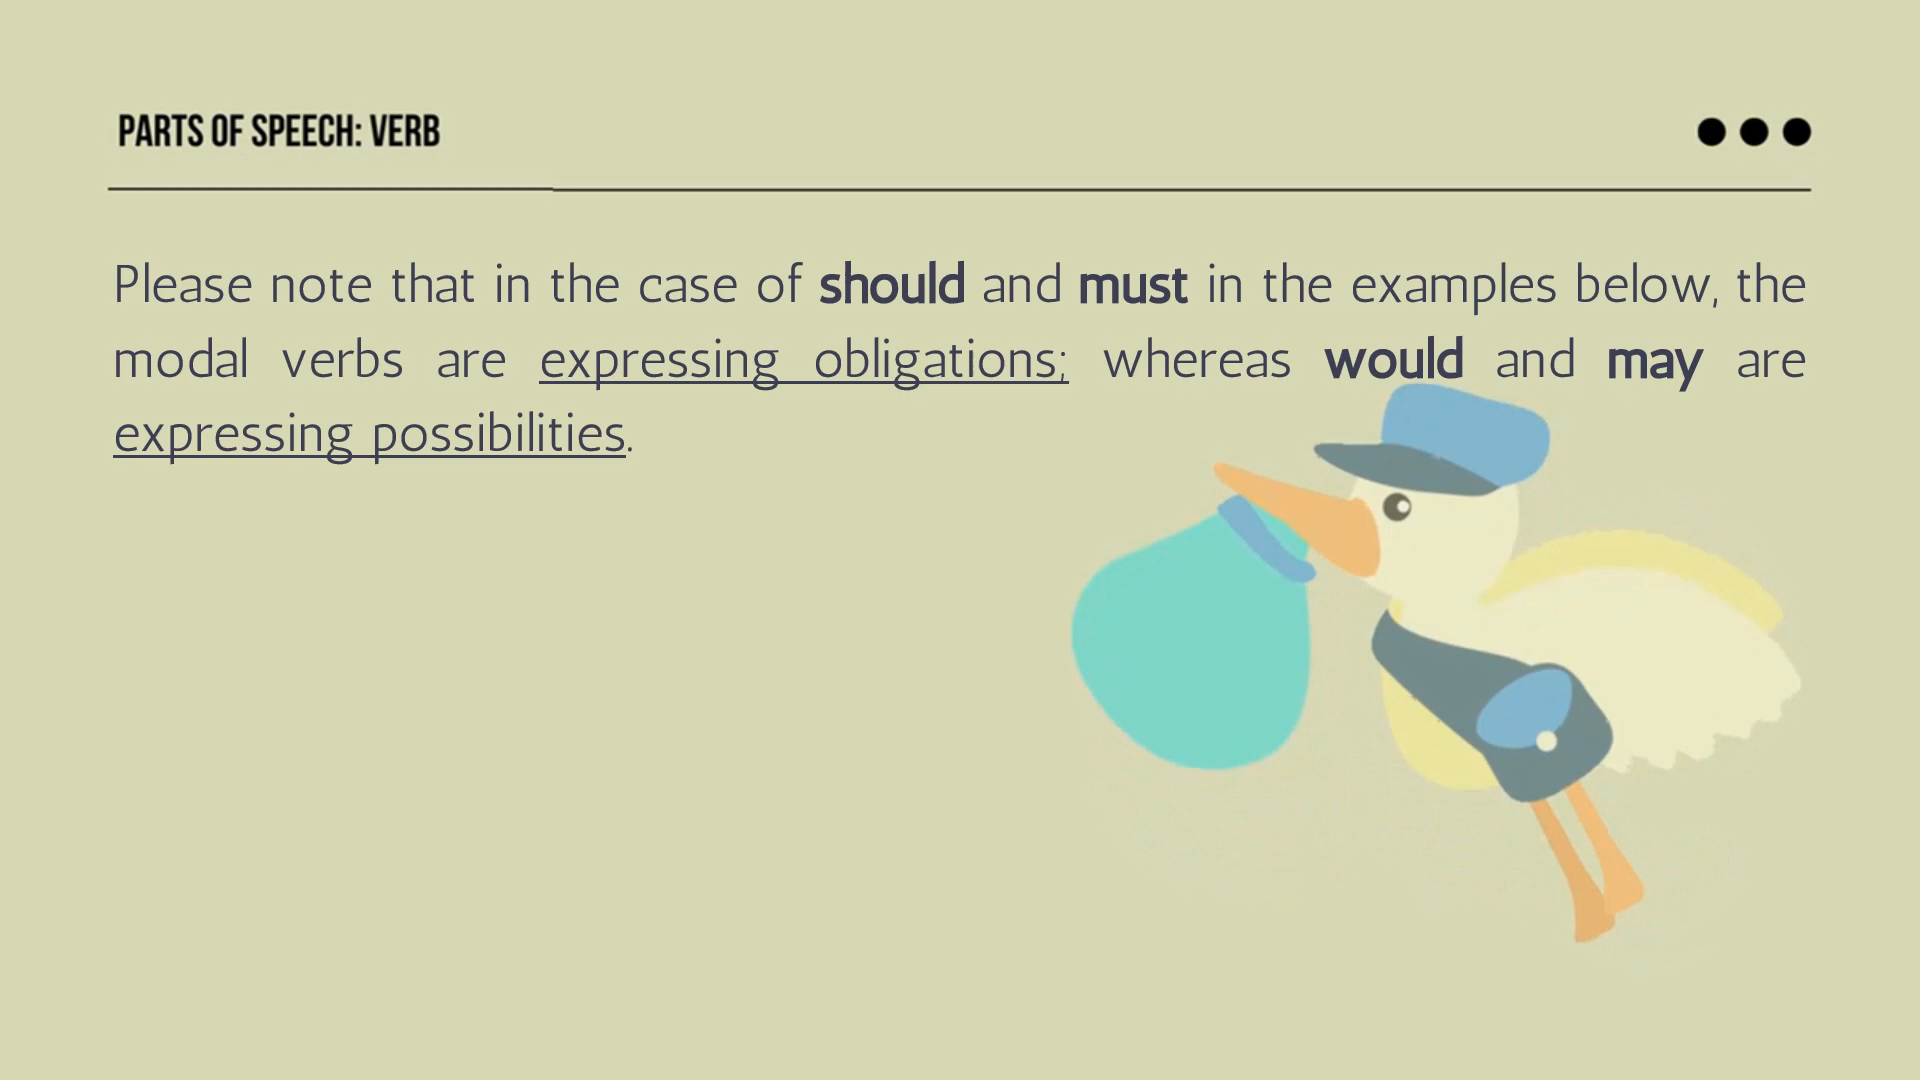 PARTS OF SPEECH: VERB
Please note that in the case of should and must in the examples below, the
modal verbs are expressing obligations; whereas would and may are
expressing possibilities.